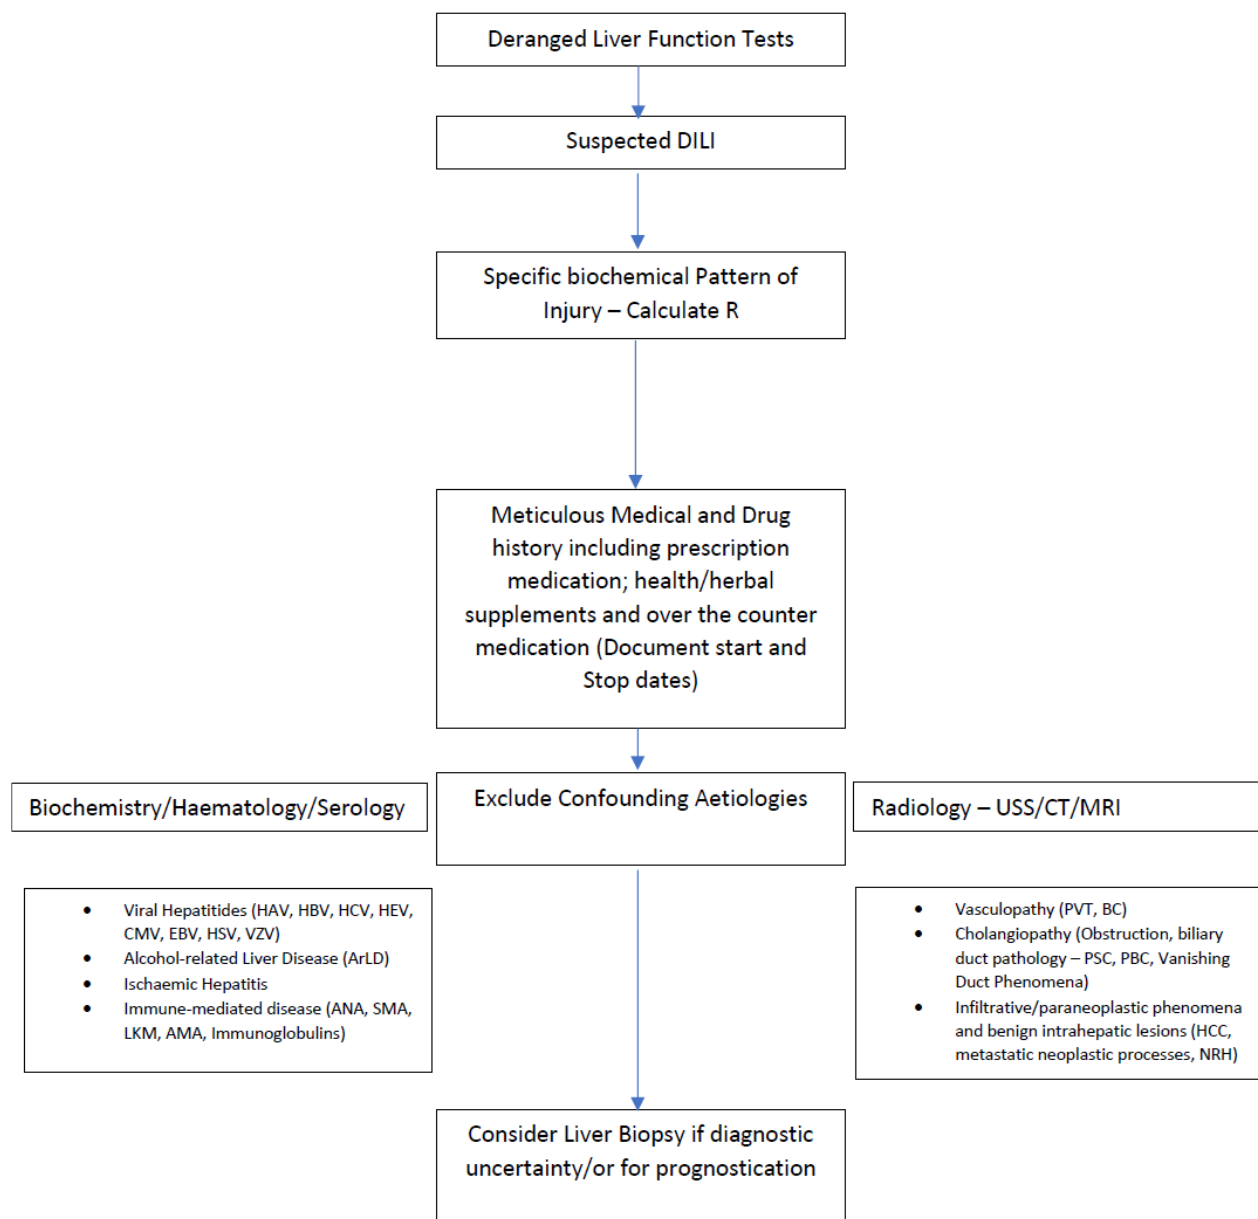 Deranged Liver Function Tests
Suspected DILI
Specific biochemical Pattern of
Injury – Calculate R
Meticulous Medical and Drug
history including prescription
medication; health/herbal
supplements and over the counter
medication (Document start and
Stop dates)
Exclude Confounding Aetiologies
Biochemistry/Haematology/Serology
Radiology – USS/CT/MRI
• Viral Hepatitides (HAV, HBV, HCV, HEV,
CMV, EBV, HSV, VZV)
• Alcohol-related Liver Disease (ArLD)
• Ischaemic Hepatitis
• Immune-mediated disease (ANA, SMA,
LKM, AMA, Immunoglobulins)
• Vasculopathy (PVT, BC)
• Cholangiopathy (Obstruction, biliary
duct pathology – PSC, PBC, Vanishing
Duct Phenomena)
• Infiltrative/paraneoplastic phenomena
and benign intrahepatic lesions (HCC,
metastatic neoplastic processes, NRH)
Consider Liver Biopsy if diagnostic
uncertainty/or for prognostication